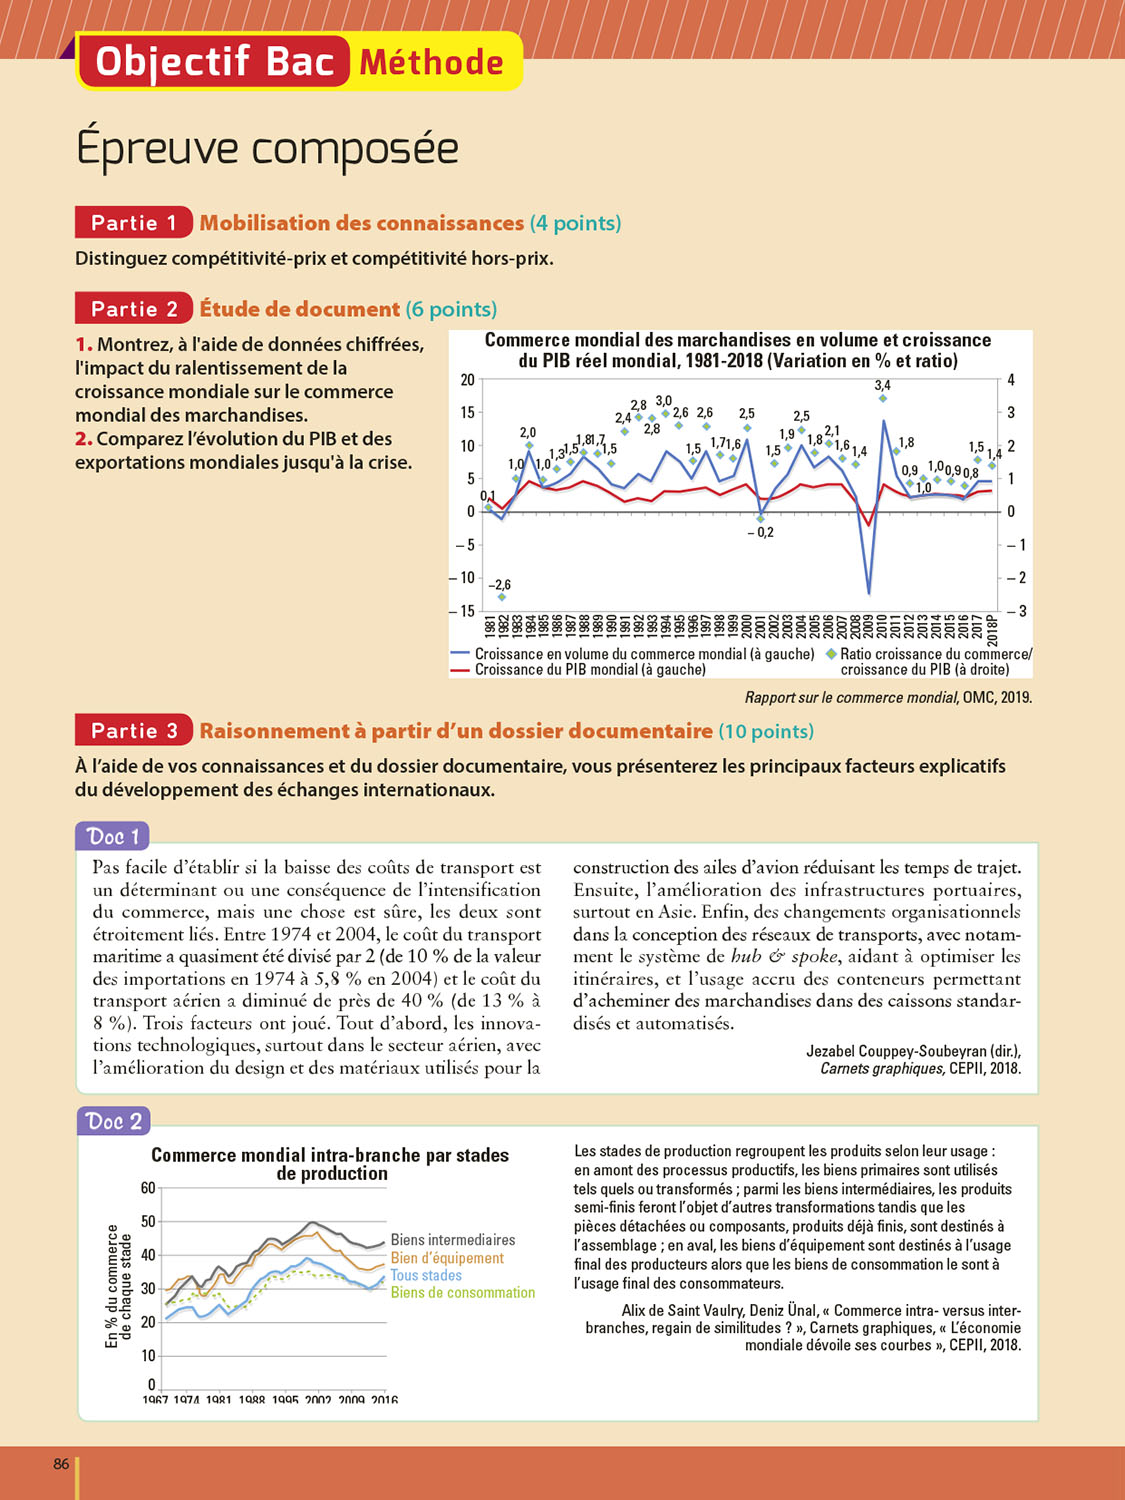 Objectif Bac Méthode
Épreuve composée
Partie 1 Mobilisation des connaissances (4 points)
Distinguez compétitivité-prix et compétitivité hors-prix.
Partie 2 Étude de document (6 points)
1. Montrez, à l'aide de données chiffrées,
l'impact du ralentissement de la
croissance mondiale sur le commerce
mondial des marchandises.
2. Comparez l’évolution du PIB et des
exportations mondiales jusqu'à la crise.
Commerce mondial des marchandises en volume et croissance
du PIB réel mondial, 1981-2018 (Variation en % et ratio)
20
15
10
5
0
– 5
– 10
– 15
4
3
2
1
0
– 1
– 2
– 3
0,1
–2,6
1,0
2,0
1,0
1,3
1,5
1,8
1,7
1,5
2,4
2,8
2,8
3,0
2,6
1,5
2,6
1,7
1,6
2,5
– 0,2
1,5
1,9
2,5
1,8
2,1
1,6
1,4
3,4
1,8
0,9
1,0
1,0
0,9
0,8
1,5
1,4
1981 1982 1983 1984 1985 1986 1987 1988 1989 1990 1991 1992 1993 1994 1995 1996 1997 1998 1999 2000 2001 2002 2003 2004 2005 2006 2007 2008 2009 2010 2011 2012 2013 2014 2015 2016 2017 2018P
Croissance en volume du commerce mondial (à gauche)
Croissance du PIB mondial (à gauche)
Ratio croissance du commerce/
croissance du PIB (à droite)
Rapport sur le commerce mondial, OMC, 2019.
Partie 3 Raisonnement à partir d’un dossier documentaire (10 points)
À l’aide de vos connaissances et du dossier documentaire, vous présenterez les principaux facteurs explicatifs
du développement des échanges internationaux.
Doc 1
Pas facile d’établir si la baisse des coûts de transport est
un déterminant ou une conséquence de l’intensification
du commerce, mais une chose est sûre, les deux sont
étroitement liés. Entre 1974 et 2004, le coût du transport
maritime a quasiment été divisé par 2 (de 10 % de la valeur
des importations en 1974 à 5,8 % en 2004) et le coût du
transport aérien a diminué de près de 40 % (de 13 % à
8 %). Trois facteurs ont joué. Tout d’abord, les innova-
tions technologiques, surtout dans le secteur aérien, avec
l’amélioration du design et des matériaux utilisés pour la
construction des ailes d’avion réduisant les temps de trajet.
Ensuite, l’amélioration des infrastructures portuaires,
surtout en Asie. Enfin, des changements organisationnels
dans la conception des réseaux de transports, avec notam-
ment le système de hub & spoke, aidant à optimiser les
itinéraires, et l’usage accru des conteneurs permettant
d’acheminer des marchandises dans des caissons standar-
disés et automatisés.
Jezabel Couppey-Soubeyran (dir.),
Carnets graphiques, CEPII, 2018.
Doc 2
Commerce mondial intra-branche par stades
de production
En % du commerce
de chaque stade
60
50
40
30
20
10
0
1967 1974 1981 1988 1995 2002 2009 2016
Biens intermediaires
Bien d’équipement
Tous stades
Biens de consommation
Les stades de production regroupent les produits selon leur usage :
en amont des processus productifs, les biens primaires sont utilisés
tels quels ou transformés ; parmi les biens intermédiaires, les produits
semi-finis feront l’objet d’autres transformations tandis que les
pièces détachées ou composants, produits déjà finis, sont destinés à
l’assemblage ; en aval, les biens d’équipement sont destinés à l’usage
final des producteurs alors que les biens de consommation le sont à
l’usage final des consommateurs.
Alix de Saint Vaulry, Deniz Ünal, « Commerce intra- versus inter-
branches, regain de similitudes ? », Carnets graphiques, « L’économie
mondiale dévoile ses courbes », CEPII, 2018.
86